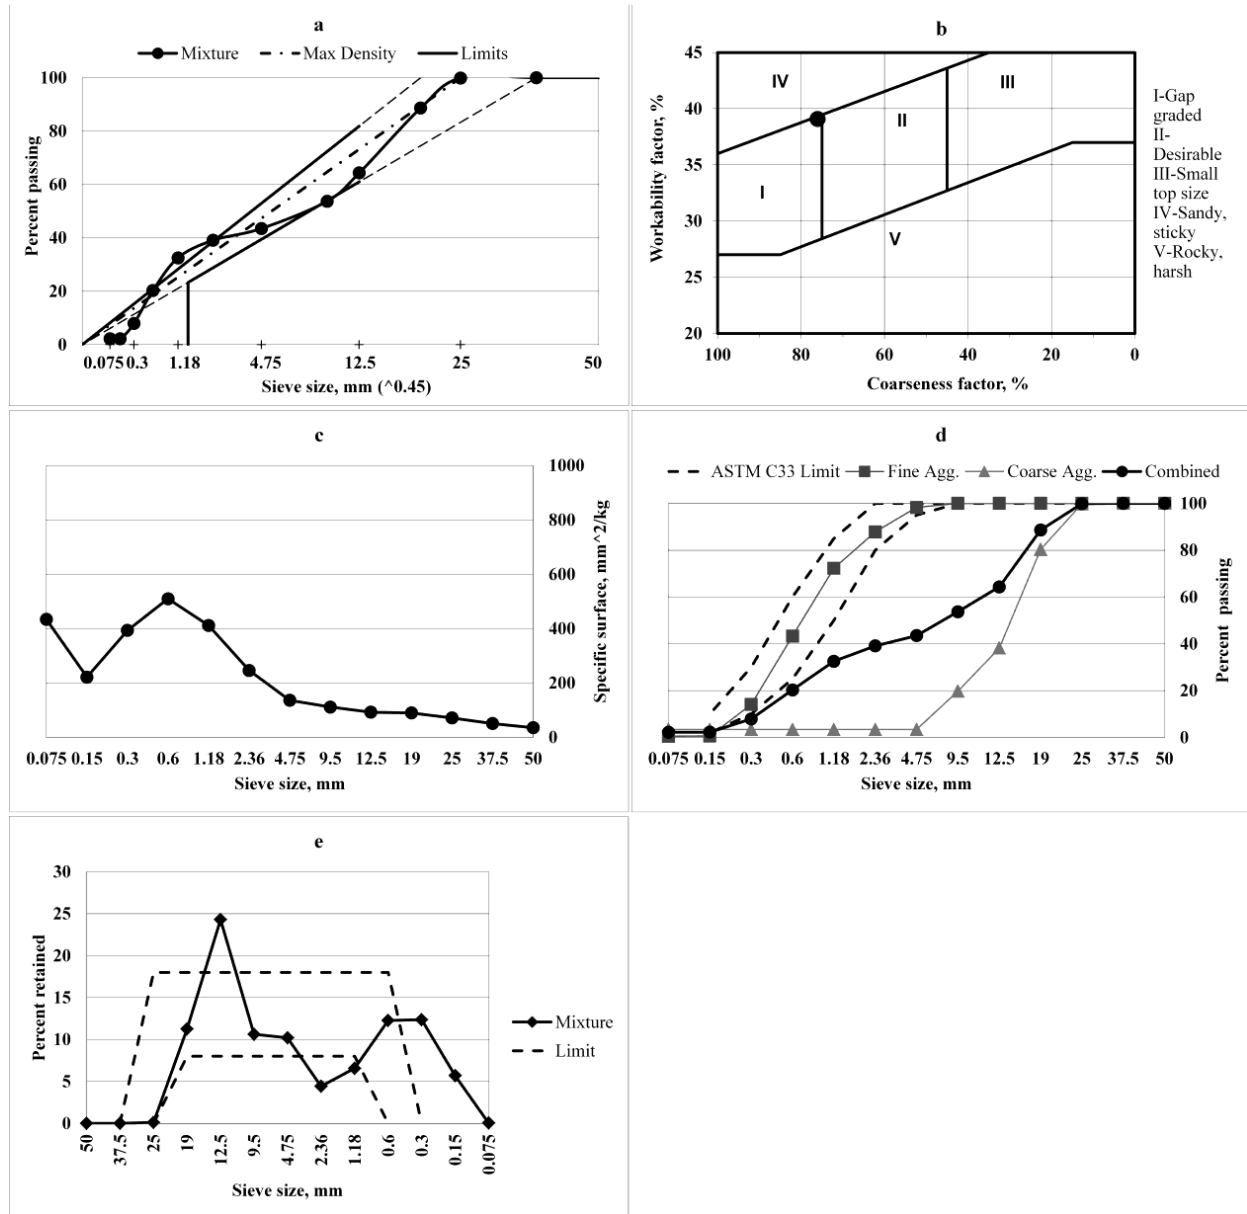 a
Mixture Max Density Limits
100
80
60
40
20
0
Percent passing
0.075 0.3 1.18 4.75 12.5 25 50
Sieve size, mm (^0.45)
b
45
40
35
30
25
20
Workability factor, %
IV
III
II
I
V
100 80 60 40 20 0
Coarseness factor, %
I-Gap
graded
II-
Desirable
III-Small
top size
IV-Sandy,
sticky
V-Rocky,
harsh
c
1000
800
600
400
200
0
Specific surface, mm^2/kg
0.075 0.15 0.3 0.6 1.18 2.36 4.75 9.5 12.5 19 25 37.5 50
Sieve size, mm
d
ASTM C33 Limit Fine Agg. Coarse Agg. Combined
100
80
60
40
20
0
Percent passing
0.075 0.15 0.3 0.6 1.18 2.36 4.75 9.5 12.5 19 25 37.5 50
Sieve size, mm
e
30
25
20
15
10
5
0
Percent retained
50 37.5 25 19 12.5 9.5 4.75 2.36 1.18 0.6 0.3 0.15 0.075
Sieve size, mm
Mixture
Limit